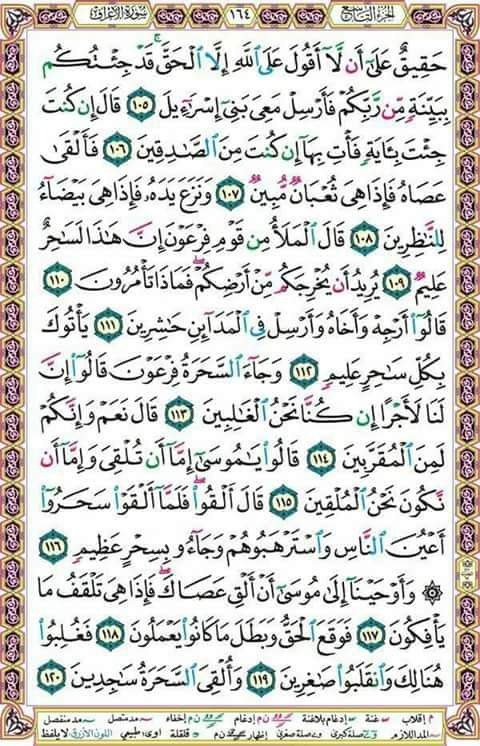 الجزء التاسع ١٦٤ سورة الأعراف
حَقِيقٌ عَلَىٰٓ أَن لَّآ أَقُولَ عَلَى ٱللَّهِ إِلَّا ٱلْحَقَّ ۚ قَدْ جِئْتُكُم
بِبَيِّنَةٍ مِّن رَّبِّكُمْ فَأَرْسِلْ مَعِىَ بَنِىٓ إِسْرَٰٓءِيلَ ١٠٥ قَالَ إِن كُنتَ
جِئْتَ بِـَٔايَةٍ فَأْتِ بِهَآ إِن كُنتَ مِنَ ٱلصَّٰدِقِينَ ١٠٦ فَأَلْقَىٰ
عَصَاهُ فَإِذَا هِىَ ثُعْبَانٌ مُّبِينٌ ١٠٧ وَنَزَعَ يَدَهُۥ فَإِذَا هِىَ بَيْضَآءُ
لِلنَّٰظِرِينَ ١٠٨ قَالَ ٱلْمَلَأُ مِن قَوْمِ فِرْعَوْنَ إِنَّ هَٰذَا لَسَٰحِرٌ
عَلِيمٌ ١٠٩ يُرِيدُ أَن يُخْرِجَكُم مِّنْ أَرْضِكُمْ ۖ فَمَاذَا تَأْمُرُونَ ١١٠
قَالُوٓا۟ أَرْجِهْ وَأَخَاهُ وَأَرْسِلْ فِى ٱلْمَدَآئِنِ حَٰشِرِينَ ١١١ يَأْتُوكَ
بِكُلِّ سَٰحِرٍ عَلِيمٍ ١١٢ وَجَآءَ ٱلسَّحَرَةُ فِرْعَوْنَ قَالُوٓا۟ إِنَّ
لَنَا لَأَجْرًا إِن كُنَّا نَحْنُ ٱلْغَٰلِبِينَ ١١٣ قَالَ نَعَمْ وَإِنَّكُمْ
لَمِنَ ٱلْمُقَرَّبِينَ ١١٤ قَالُوا۟ يَٰمُوسَىٰٓ إِمَّآ أَن تُلْقِىَ وَإِمَّآ أَن
نَّكُونَ نَحْنُ ٱلْمُلْقِينَ ١١٥ قَالَ أَلْقُوا۟ ۖ فَلَمَّآ أَلْقَوْا۟ سَحَرُوٓا۟
أَعْيُنَ ٱلنَّاسِ وَٱسْتَرْهَبُوهُمْ وَجَآءُو بِسِحْرٍ عَظِيمٍ ١١٦
۞ وَأَوْحَيْنَآ إِلَىٰ مُوسَىٰٓ أَنْ أَلْقِ عَصَاكَ ۖ فَإِذَا هِىَ تَلْقَفُ مَا
يَأْفِكُونَ ١١٧ فَوَقَعَ ٱلْحَقُّ وَبَطَلَ مَا كَانُوا۟ يَعْمَلُونَ ١١٨ فَغُلِبُوا۟
هُنَالِكَ وَٱنقَلَبُوا۟ صَٰغِرِينَ ١١٩ وَأُلْقِىَ ٱلسَّحَرَةُ سَٰجِدِينَ ١٢٠
م إقلاب غنة إدغام بلاغنة ن م إدغام ن م إخفاء مد متصل مد منفصل
المد اللازم صلة كبرى صلة صغرى إظهار قلقلة اوى: طبيعي اللون الأزرق لا يلفظ